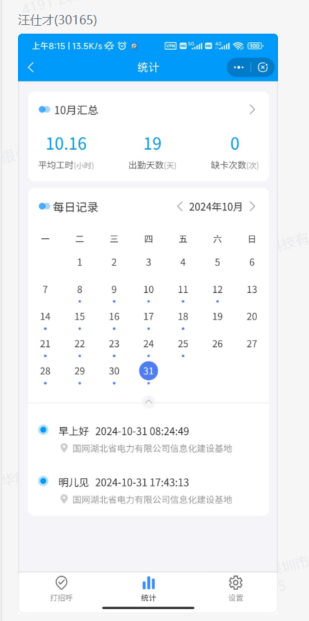 汪仕才(30165)
上午8:15 | 13.5K/s
统计
10月汇总
10.16 19 0
平均工时(小时) 出勤天数(天) 缺卡次数(次)
每日记录 2024年10月
一 二 三 四 五 六 日
1 2 3 4 5 6
7 8 9 10 11 12 13
14 15 16 17 18 19 20
21 22 23 24 25 26 27
28 29 30 31
早上好 2024-10-31 08:24:49
国网湖北省电力有限公司信息化建设基地
明儿见 2024-10-31 17:43:13
国网湖北省电力有限公司信息化建设基地
打招呼 统计 设置